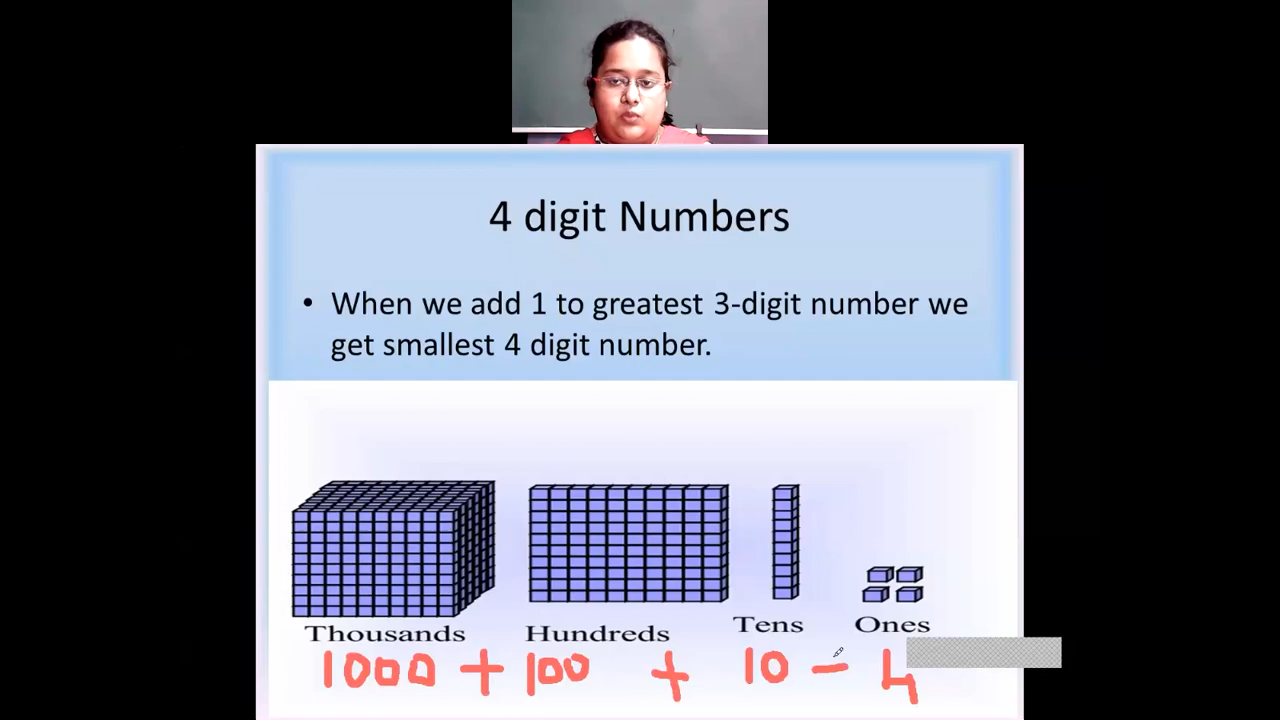 4 digit Numbers
• When we add 1 to greatest 3-digit number we
get smallest 4 digit number.
Thousands Hundreds Tens Ones
1000 + 100 + 10 - 4